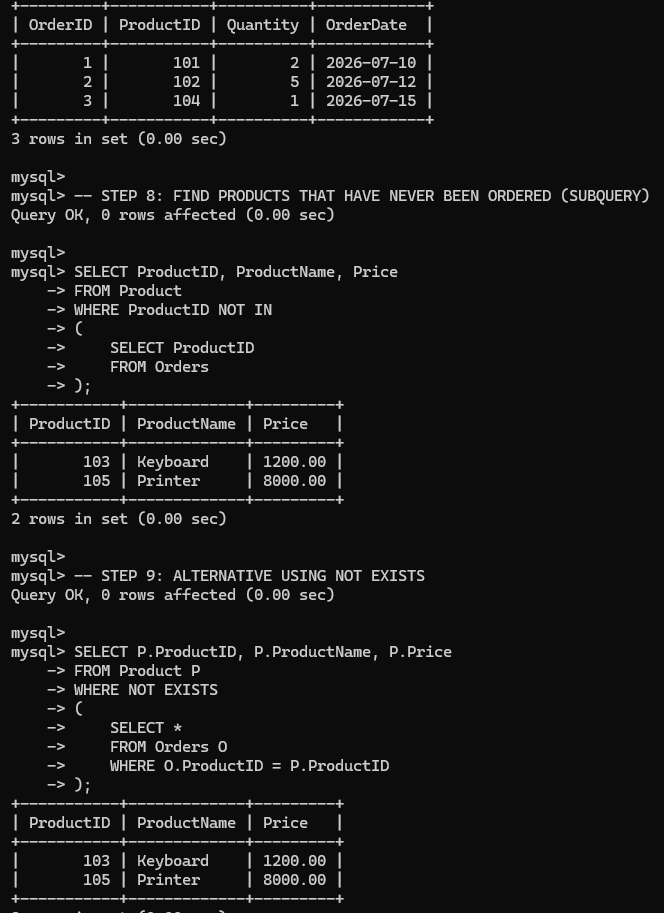 +---------+-----------+----------+------------+
| OrderID | ProductID | Quantity | OrderDate  |
+---------+-----------+----------+------------+
|       1 |       101 |        2 | 2026-07-10 |
|       2 |       102 |        5 | 2026-07-12 |
|       3 |       104 |        1 | 2026-07-15 |
+---------+-----------+----------+------------+
3 rows in set (0.00 sec)

mysql>
mysql> -- STEP 8: FIND PRODUCTS THAT HAVE NEVER BEEN ORDERED (SUBQUERY)
Query OK, 0 rows affected (0.00 sec)

mysql>
mysql> SELECT ProductID, ProductName, Price
    -> FROM Product
    -> WHERE ProductID NOT IN
    -> (
    ->     SELECT ProductID
    ->     FROM Orders
    -> );
+-----------+-------------+---------+
| ProductID | ProductName | Price   |
+-----------+-------------+---------+
|       103 | Keyboard    | 1200.00 |
|       105 | Printer     | 8000.00 |
+-----------+-------------+---------+
2 rows in set (0.00 sec)

mysql>
mysql> -- STEP 9: ALTERNATIVE USING NOT EXISTS
Query OK, 0 rows affected (0.00 sec)

mysql>
mysql> SELECT P.ProductID, P.ProductName, P.Price
    -> FROM Product P
    -> WHERE NOT EXISTS
    -> (
    ->     SELECT *
    ->     FROM Orders O
    ->     WHERE O.ProductID = P.ProductID
    -> );
+-----------+-------------+---------+
| ProductID | ProductName | Price   |
+-----------+-------------+---------+
|       103 | Keyboard    | 1200.00 |
|       105 | Printer     | 8000.00 |
+-----------+-------------+---------+